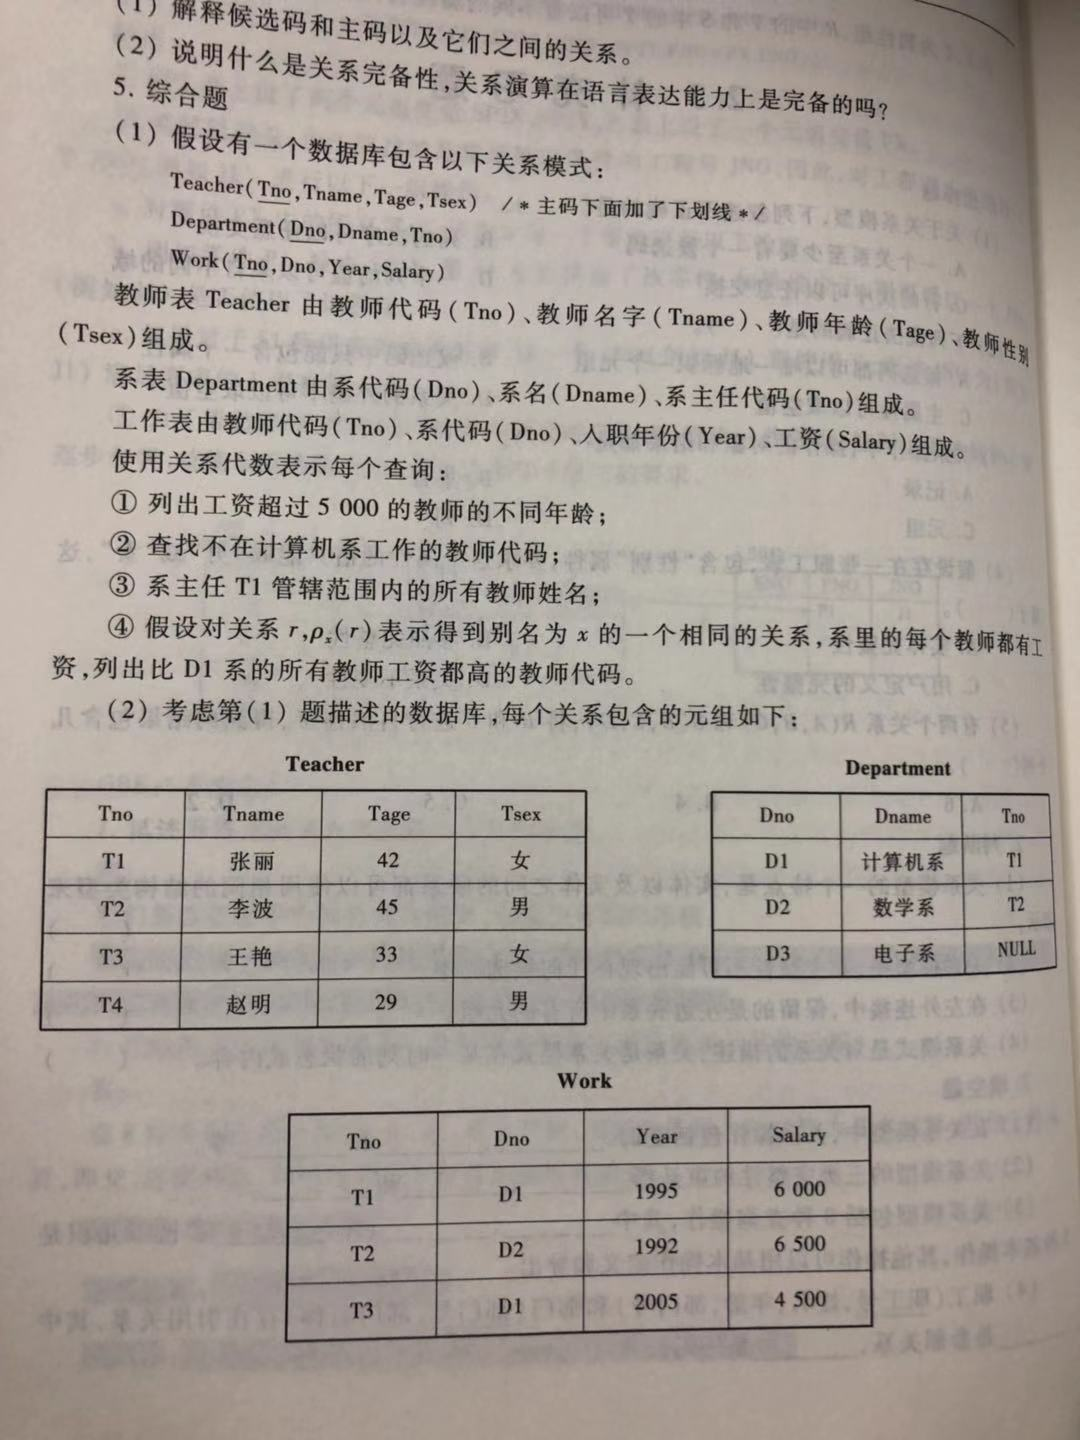 (1) 解释候选码和主码以及它们之间的关系。
(2) 说明什么是关系完备性,关系演算在语言表达能力上是完备的吗?
5. 综合题
(1) 假设有一个数据库包含以下关系模式:
Teacher(Tno,Tname,Tage,Tsex) /*主码下面加了下划线*/
Department(Dno,Dname,Tno)
Work(Tno,Dno,Year,Salary)
教师表 Teacher 由教师代码(Tno)、教师名字(Tname)、教师年龄(Tage)、教师性别
(Tsex)组成。
系表 Department 由系代码(Dno)、系名(Dname)、系主任代码(Tno)组成。
工作表由教师代码(Tno)、系代码(Dno)、入职年份(Year)、工资(Salary)组成。
使用关系代数表示每个查询:
① 列出工资超过 5 000 的教师的不同年龄;
② 查找不在计算机系工作的教师代码;
③ 系主任 T1 管辖范围内的所有教师姓名;
④ 假设对关系 r,ρx(r)表示得到别名为 x 的一个相同的关系,系里的每个教师都有工
资,列出比 D1 系的所有教师工资都高的教师代码。
(2) 考虑第(1) 题描述的数据库,每个关系包含的元组如下:
Teacher
Tno Tname Tage Tsex
T1 张丽 42 女
T2 李波 45 男
T3 王艳 33 女
T4 赵明 29 男
Department
Dno Dname Tno
D1 计算机系 T1
D2 数学系 T2
D3 电子系 NULL
Work
Tno Dno Year Salary
T1 D1 1995 6 000
T2 D2 1992 6 500
T3 D1 2005 4 500